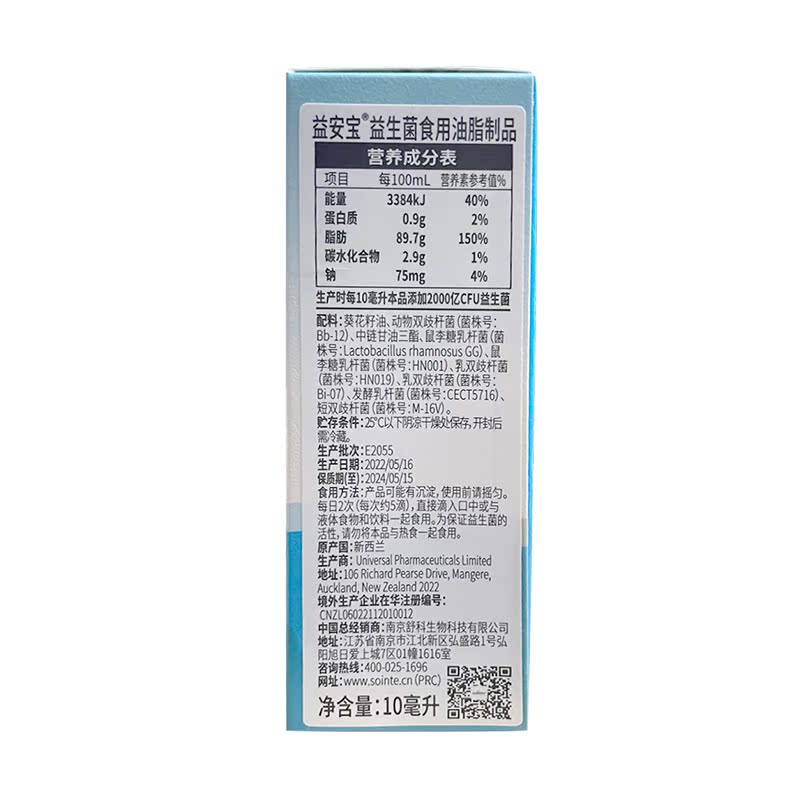 益安宝®益生菌食用油脂制品
营养成分表
项目 每100mL 营养素参考值%
能量 3384kJ 40%
蛋白质 0.9g 2%
脂肪 89.7g 150%
碳水化合物 2.9g 1%
钠 75mg 4%
生产时每10毫升本品添加2000亿CFU益生菌
配料:葵花籽油、动物双歧杆菌(菌株号:
Bb-12)、中链甘油三酯、鼠李糖乳杆菌(菌
株号:Lactobacillus rhamnosus GG)、鼠
李糖乳杆菌(菌株号:HN001)、乳双歧杆菌
(菌株号:HN019)、乳双歧杆菌(菌株号:
Bi-07)、发酵乳杆菌(菌株号:CECT5716)、
短双歧杆菌(菌株号:M-16V)。
贮存条件:25℃以下阴凉干燥处保存,开封后
需冷藏。
生产批次:E2055
生产日期:2022/05/16
保质期(至):2024/05/15
食用方法:产品可能有沉淀,使用前请摇匀。
每日2次(每次约5滴),直接滴入口中或与
液体食物和饮料一起食用。为保证益生菌的
活性,请勿将本品与热食一起食用。
原产国:新西兰
生产商:Universal Pharmaceuticals Limited
地址:106 Richard Pearse Drive, Mangere,
Auckland, New Zealand 2022
境外生产企业在华注册编号:
CNZL06022112010012
中国总经销商:南京舒科生物科技有限公司
地址:江苏省南京市江北新区弘盛路1号弘
阳旭日爱上城7区01幢1616室
咨询热线:400-025-1696
网址:www.sointe.cn(PRC)
净含量:10毫升